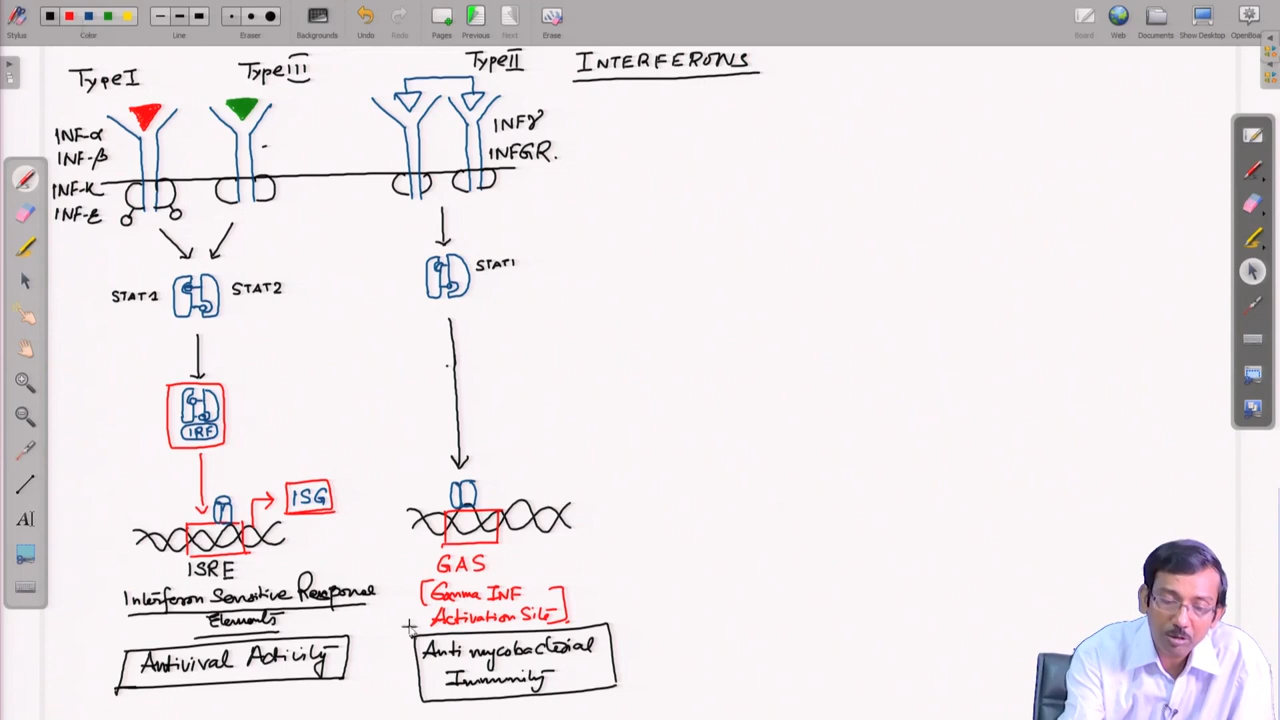 Stylus
Color
Line
Eraser
Backgrounds
Undo
Redo
Pages
Previous
Next
Erase
Board
Web
Documents
Show Desktop
OpenBoard
INTERFERONS
Type I
Type III
Type II
INF-α
INF-β
INF-K
INF-ε
INFγ
INFGR.
STAT1
STAT2
STAT1
IRF
ISG
ISRE
Interferon Sensitive Response
Elements
Antiviral Activity
GAS
[Gamma INF
Activation Site].
Anti mycobacterial
Immunity
AI